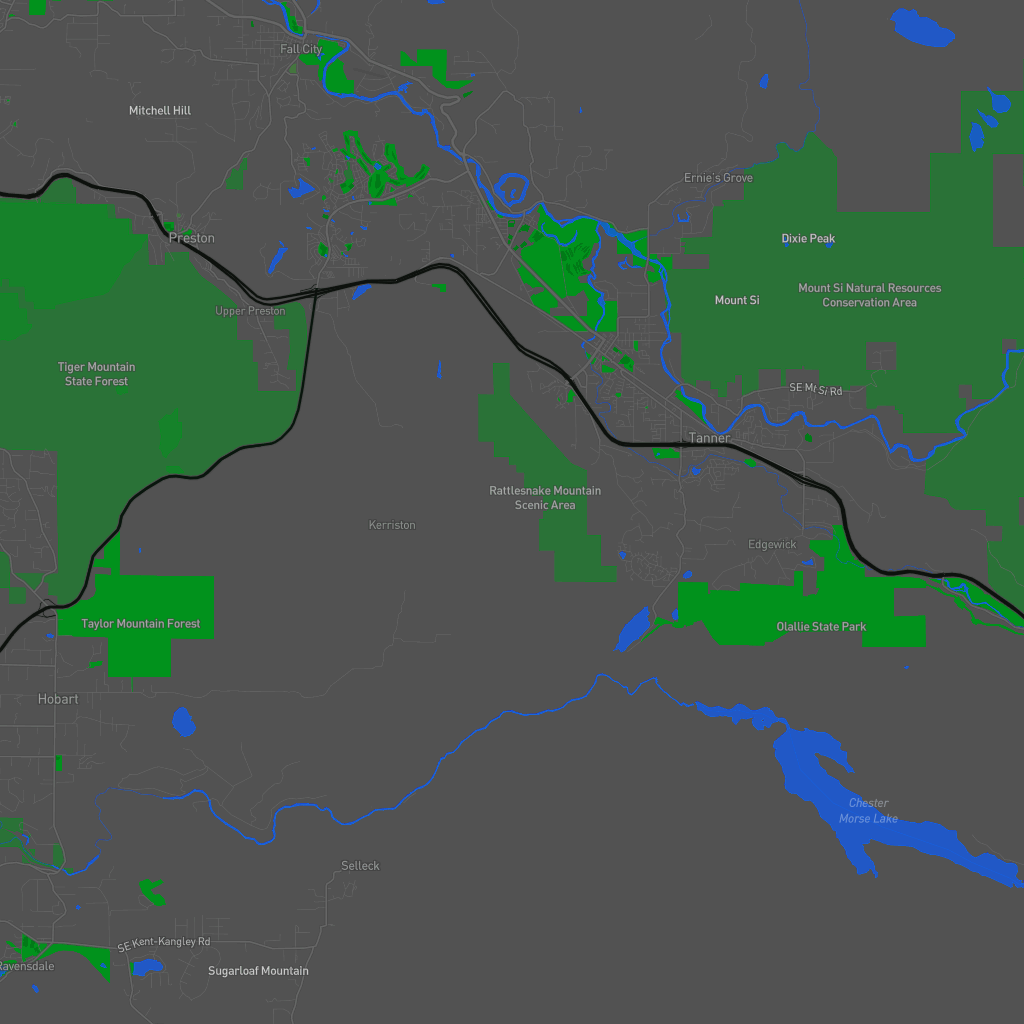 Fall City
Mitchell Hill
Ernie's Grove
Preston
Dixie Peak
Mount Si Natural Resources
Conservation Area
Mount Si
Upper Preston
Tiger Mountain
State Forest
SE Mt Si Rd
Tanner
Rattlesnake Mountain
Scenic Area
Kerriston
Edgewick
Taylor Mountain Forest
Olallie State Park
Hobart
Chester
Morse Lake
Selleck
SE Kent-Kangley Rd
Ravensdale
Sugarloaf Mountain